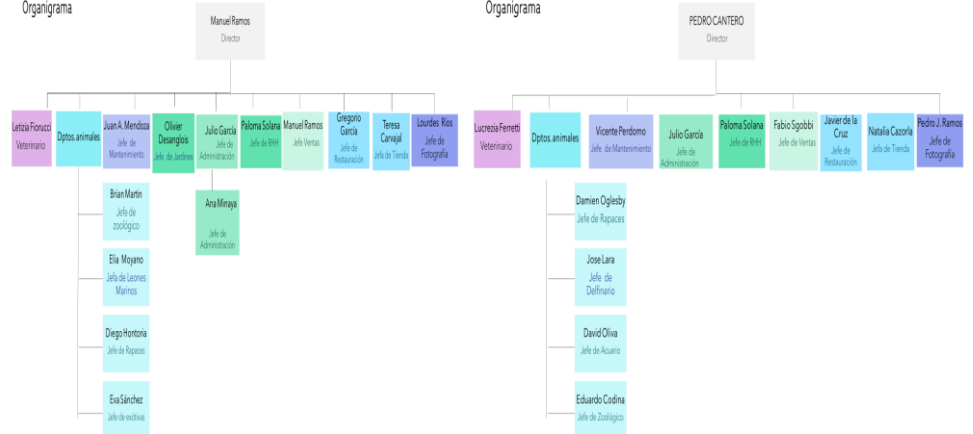 Organigrama
Manuel Ramos
Director
Letizia Fiorucci
Veterinario
Dptos. animales
Juan A. Mendoza
Jefe de
Mantenimiento
Olivier
Desanglois
Jefe de Jardines
Julio García
Jefe de
Administración
Paloma Solana
Jefe de RHH
Manuel Ramos
Jefe Ventas
Gregorio
García
Jefe de
Restauración
Teresa
Carvajal
Jefa de Tienda
Lourdes Ríos
Jefe de
Fotografía
Brian Martin
Jefe de
zoológico
Ana Minaya
Jefe de
Administración
Elia Moyano
Jefa de Leones
Marinos
Diego Hontoria
Jefe de Rapaces
Eva Sánchez
Jefe de exóticas
Organigrama
PEDRO CANTERO
Director
Lucrezia Ferretti
Veterinario
Dptos. animales
Vicente Perdomo
Jefe de Mantenimiento
Julio García
Jefe de
Administración
Paloma Solana
Jefe de RHH
Fabio Sgobbi
Jefe de Ventas
Javier de la
Cruz
Jefe de
Restauración
Natalia Cazorla
Jefa de Tienda
Pedro J. Ramos
Jefe de
Fotografía
Damien Oglesby
Jefe de Rapaces
Jose Lara
Jefe de
Delfinario
David Oliva
Jefe de Acuario
Eduardo Codina
Jefe de Zoológico